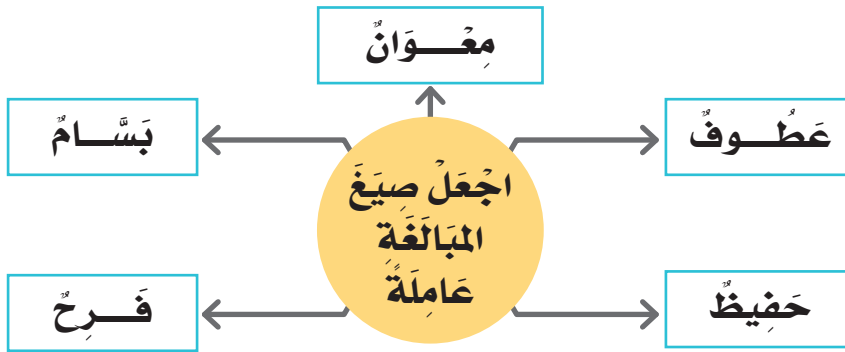 مِعْـــوَانٌ
عَطُـــوفٌ
بَسَّـــامٌ
اجْعَلْ صِيَغَ
المُبَالَغَةِ
عَامِلَةً
حَفِيظٌ
فَـــرِحٌ